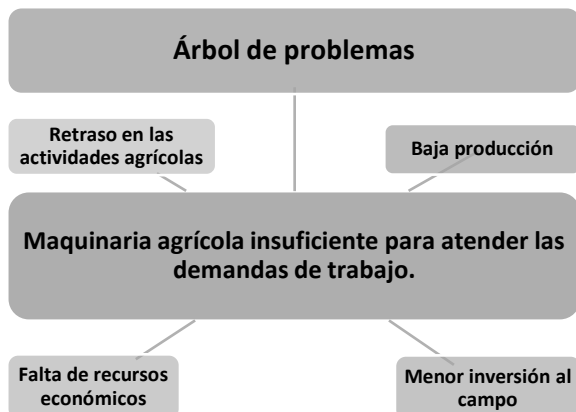 Árbol de problemas
Retraso en las
actividades agrícolas
Baja producción
Maquinaria agrícola insuficiente para atender las
demandas de trabajo.
Falta de recursos
económicos
Menor inversión al
campo